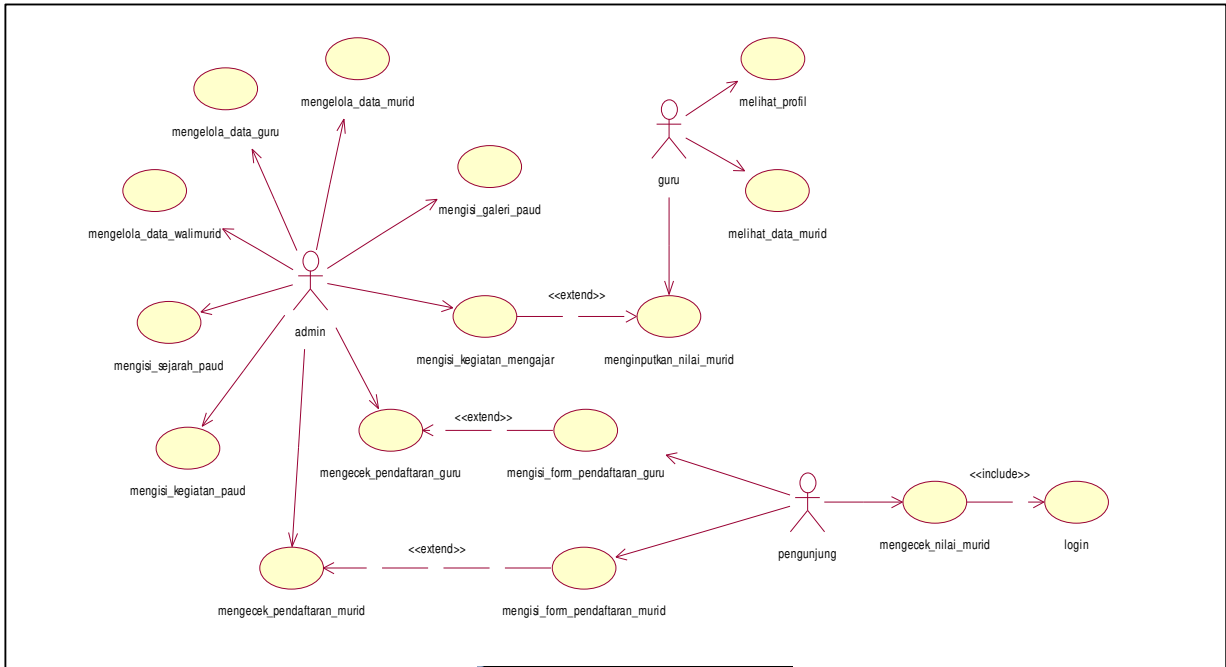 mengelola_data_murid
melihat_profil
mengelola_data_guru
guru
mengisi_galeri_paud
mengelola_data_walimurid
melihat_data_murid
<<extend>>
admin
mengisi_sejarah_paud
mengisi_kegiatan_mengajar
menginputkan_nilai_murid
<<extend>>
mengecek_pendaftaran_guru
mengisi_form_pendaftaran_guru
mengisi_kegiatan_paud
<<include>>
pengunjung
mengecek_nilai_murid
login
<<extend>>
mengecek_pendaftaran_murid
mengisi_form_pendaftaran_murid